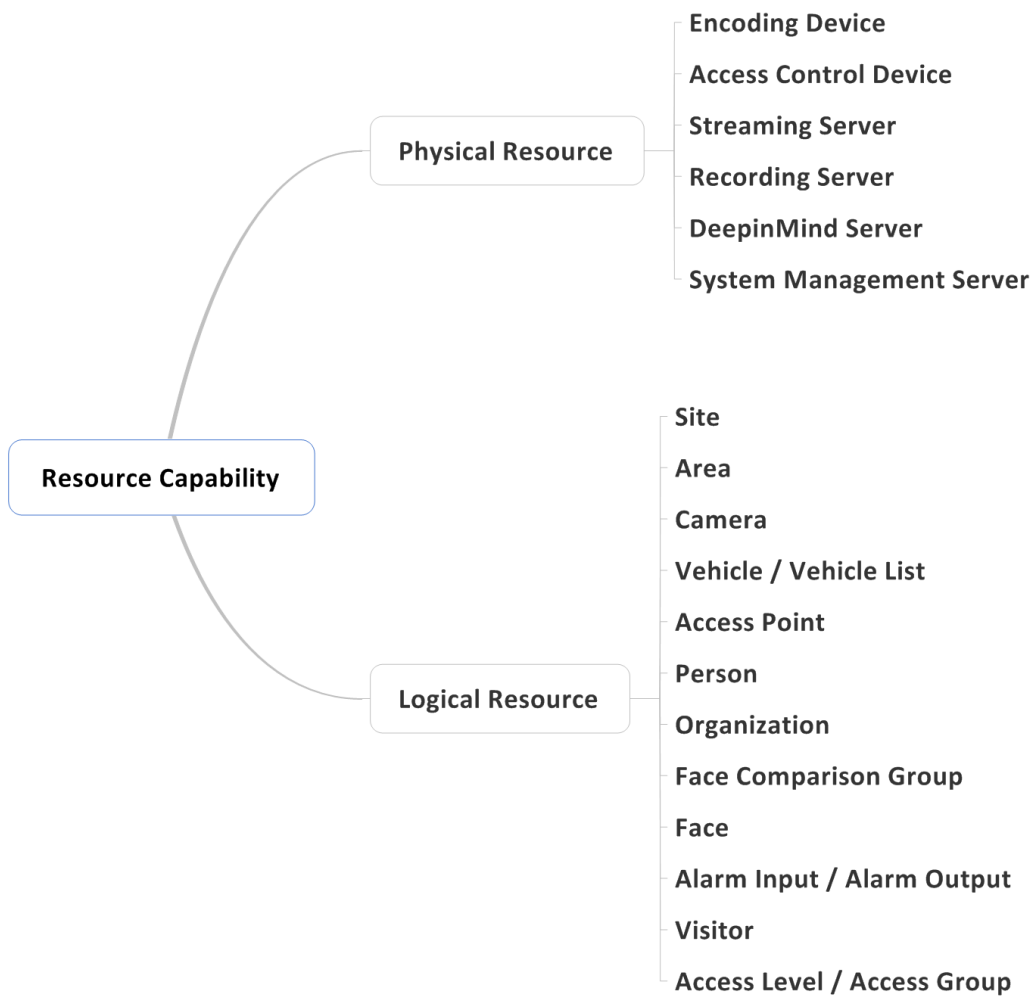 Resource Capability
Physical Resource
Encoding Device
Access Control Device
Streaming Server
Recording Server
DeepinMind Server
System Management Server
Logical Resource
Site
Area
Camera
Vehicle / Vehicle List
Access Point
Person
Organization
Face Comparison Group
Face
Alarm Input / Alarm Output
Visitor
Access Level / Access Group